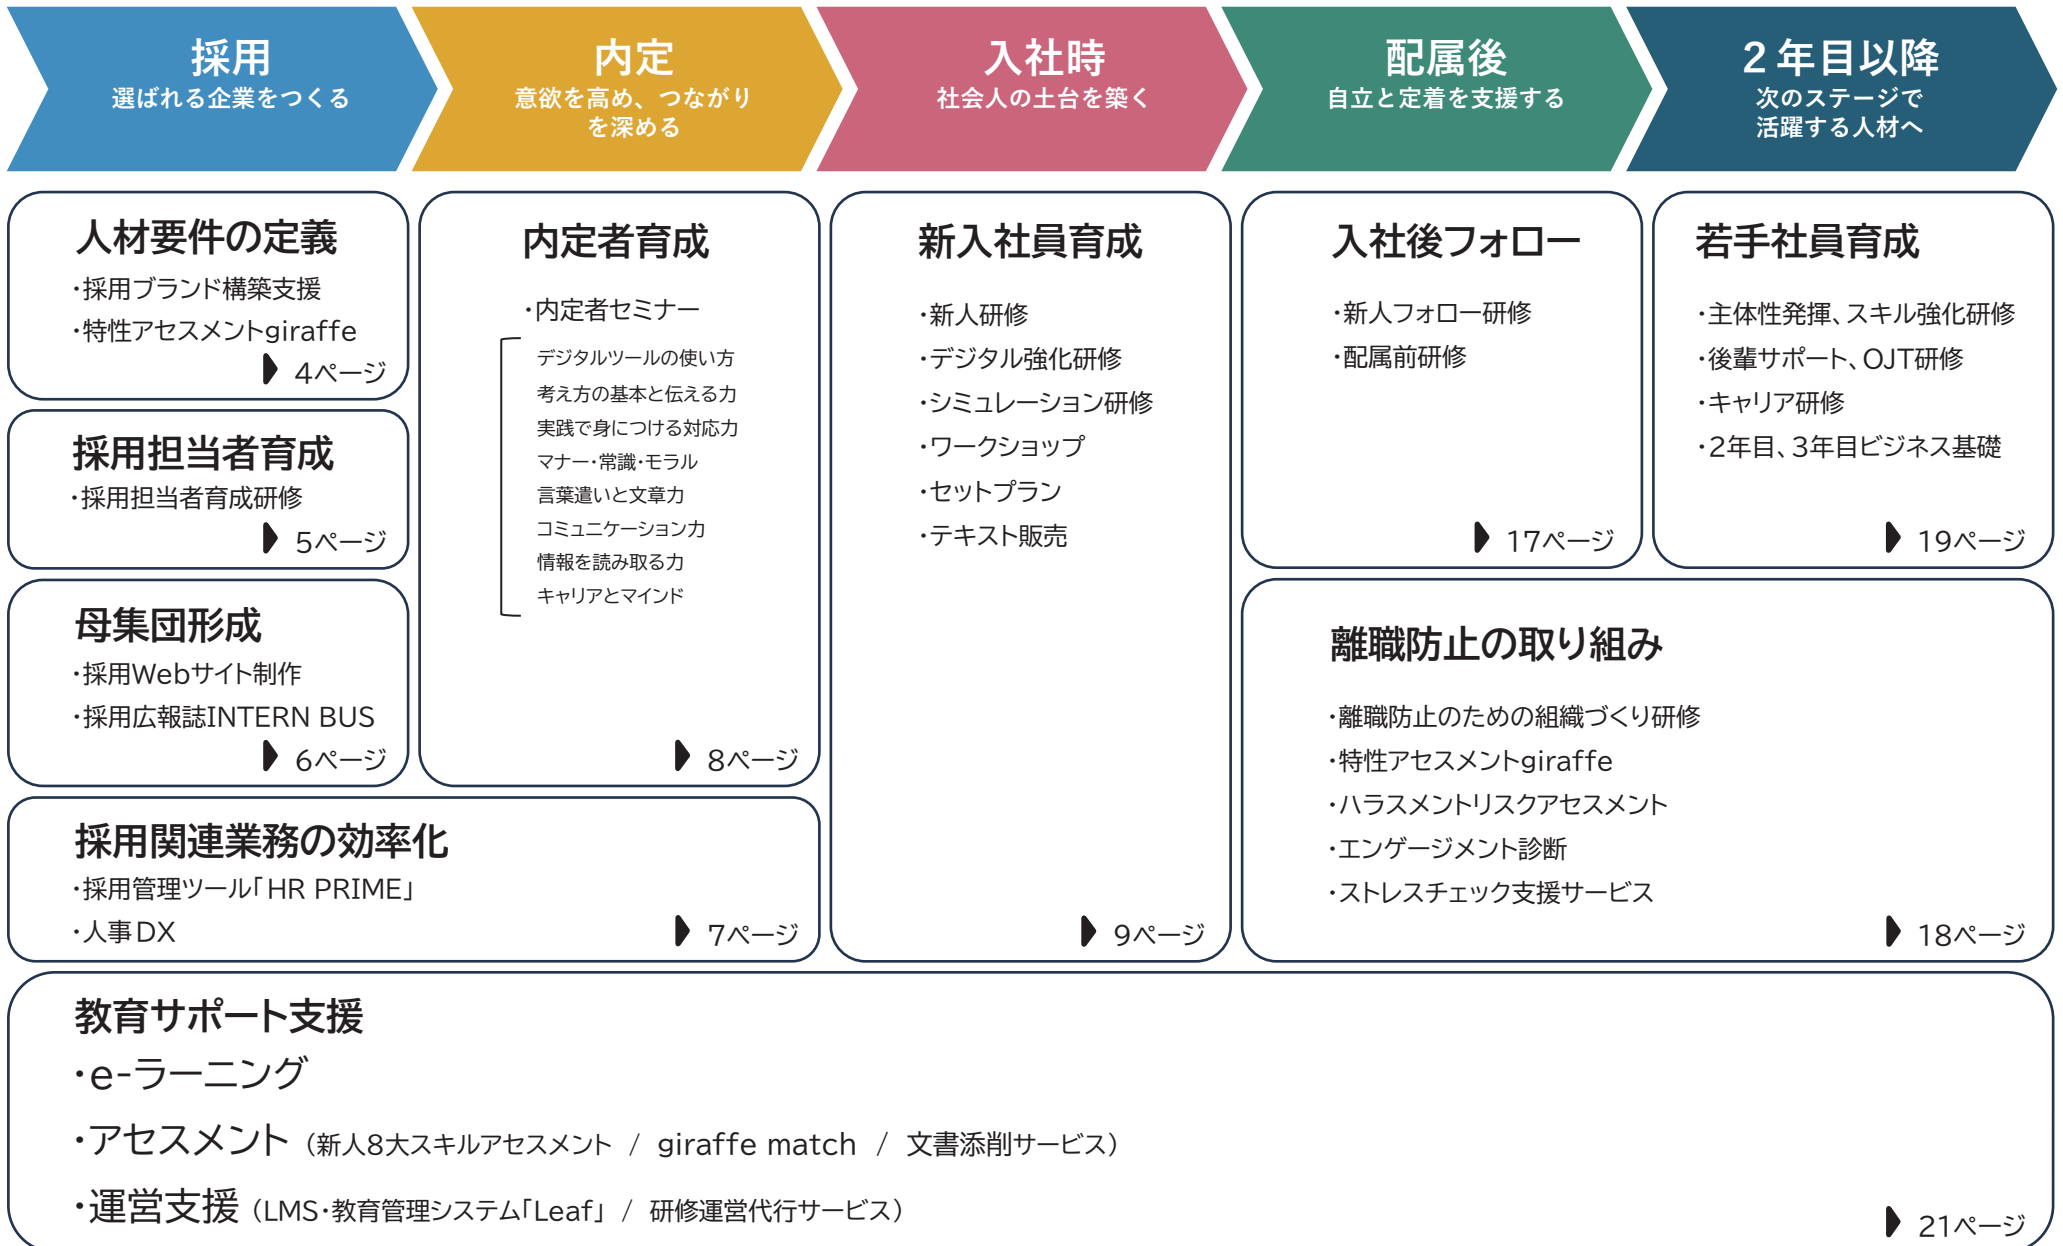 採用
選ばれる企業をつくる
内定
意欲を高め、つながり
を深める
入社時
社会人の土台を築く
配属後
自立と定着を支援する
2年目以降
次のステージで
活躍する人材へ
人材要件の定義
・採用ブランド構築支援
・特性アセスメントgiraffe
4ページ
採用担当者育成
・採用担当者育成研修
5ページ
母集団形成
・採用Webサイト制作
・採用広報誌INTERN BUS
6ページ
内定者育成
・内定者セミナー
デジタルツールの使い方
考え方の基本と伝える力
実践で身につける対応力
マナー・常識・モラル
言葉遣いと文章力
コミュニケーション力
情報を読み取る力
キャリアとマインド
8ページ
採用関連業務の効率化
・採用管理ツール「HR PRIME」
・人事DX
7ページ
新入社員育成
・新人研修
・デジタル強化研修
・シミュレーション研修
・ワークショップ
・セットプラン
・テキスト販売
9ページ
入社後フォロー
・新人フォロー研修
・配属前研修
17ページ
若手社員育成
・主体性発揮、スキル強化研修
・後輩サポート、OJT研修
・キャリア研修
・2年目、3年目ビジネス基礎
19ページ
離職防止の取り組み
・離職防止のための組織づくり研修
・特性アセスメントgiraffe
・ハラスメントリスクアセスメント
・エンゲージメント診断
・ストレスチェック支援サービス
18ページ
教育サポート支援
・e-ラーニング
・アセスメント（新人8大スキルアセスメント / giraffe match / 文書添削サービス）
・運営支援（LMS・教育管理システム「Leaf」 / 研修運営代行サービス）
21ページ